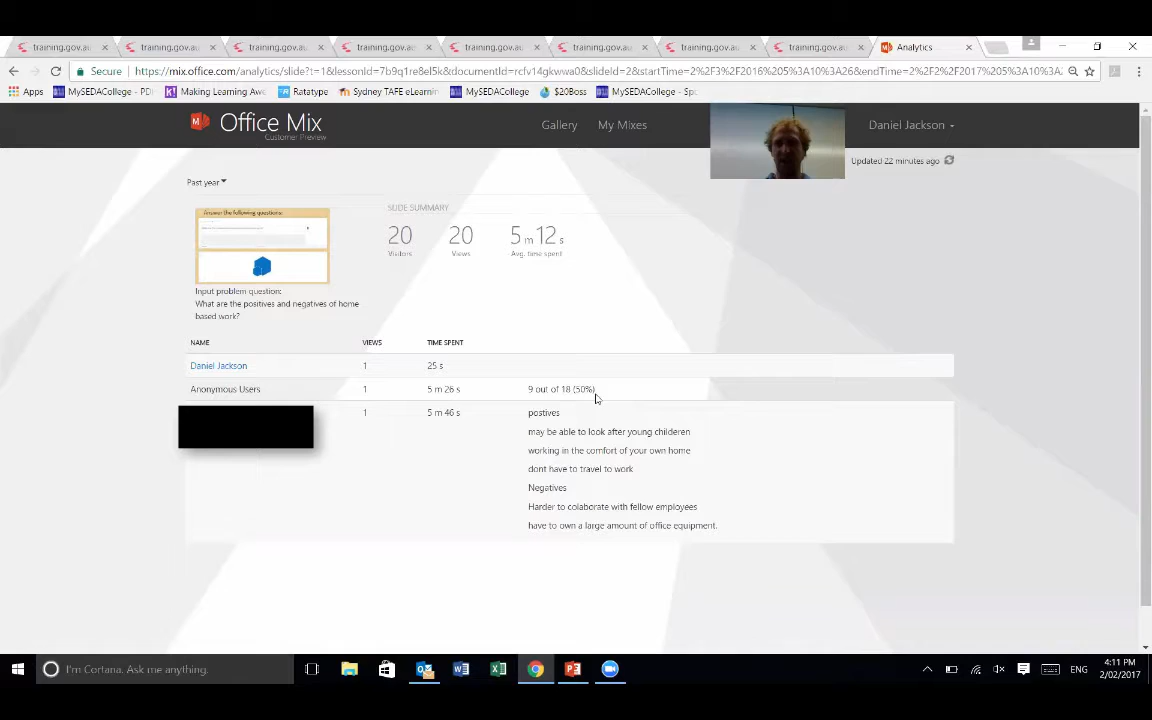 training.gov.au training.gov.au training.gov.au training.gov.au training.gov.au training.gov.au training.gov.au training.gov.au Analytics
Secure https://mix.office.com/analytics/slide?t=1&lessonId=7b9q1re8el5k&documentId=rcfv14gkwwa0&slideId=2&startTime=2%2F3%2F2016%205%3A10%3A26&endTime=2%2F2%2F2017%205%3A10%3A2
Apps MySEDACollege - PDH Making Learning Awe Ratatype Sydney TAFE eLearnin MySEDACollege $20Boss MySEDACollege - Spo
Office Mix
Customer Preview
Gallery My Mixes Daniel Jackson
Updated 22 minutes ago
Past year
Answer the following questions:
SLIDE SUMMARY
20 20 5 m 12 s
Visitors Views Avg. time spent
Input problem question:
What are the positives and negatives of home
based work?
NAME VIEWS TIME SPENT
Daniel Jackson 1 25 s
Anonymous Users 1 5 m 26 s 9 out of 18 (50%)
1 5 m 46 s postives
may be able to look after young childeren
working in the comfort of your own home
dont have to travel to work
Negatives
Harder to colaborate with fellow employees
have to own a large amount of office equipment.
I'm Cortana. Ask me anything.
ENG
4:11 PM
2/02/2017